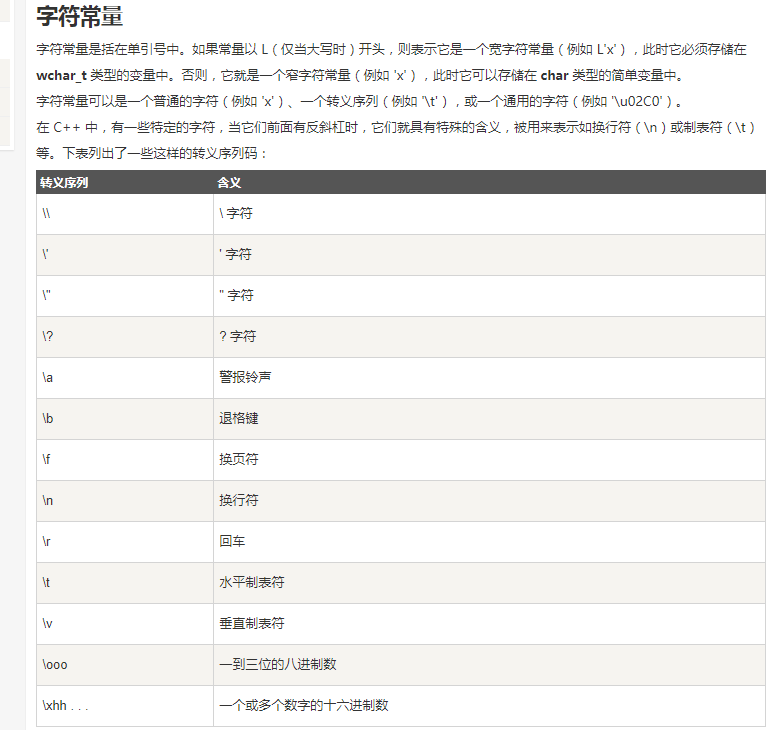 字符常量
字符常量是括在单引号中。如果常量以 L（仅当大写时）开头，则表示它是一个宽字符常量（例如 L'x'），此时它必须存储在
wchar_t 类型的变量中。否则，它就是一个窄字符常量（例如 'x'），此时它可以存储在 char 类型的简单变量中。
字符常量可以是一个普通的字符（例如 'x'）、一个转义序列（例如 '\t'），或一个通用的字符（例如 '\u02C0'）。
在 C++ 中，有一些特定的字符，当它们前面有反斜杠时，它们就具有特殊的含义，被用来表示如换行符（\n）或制表符（\t）
等。下表列出了一些这样的转义序列码：
转义序列 含义
\\ \ 字符
\' ' 字符
\" " 字符
\? ? 字符
\a 警报铃声
\b 退格键
\f 换页符
\n 换行符
\r 回车
\t 水平制表符
\v 垂直制表符
\ooo 一到三位的八进制数
\xhh . . . 一个或多个数字的十六进制数